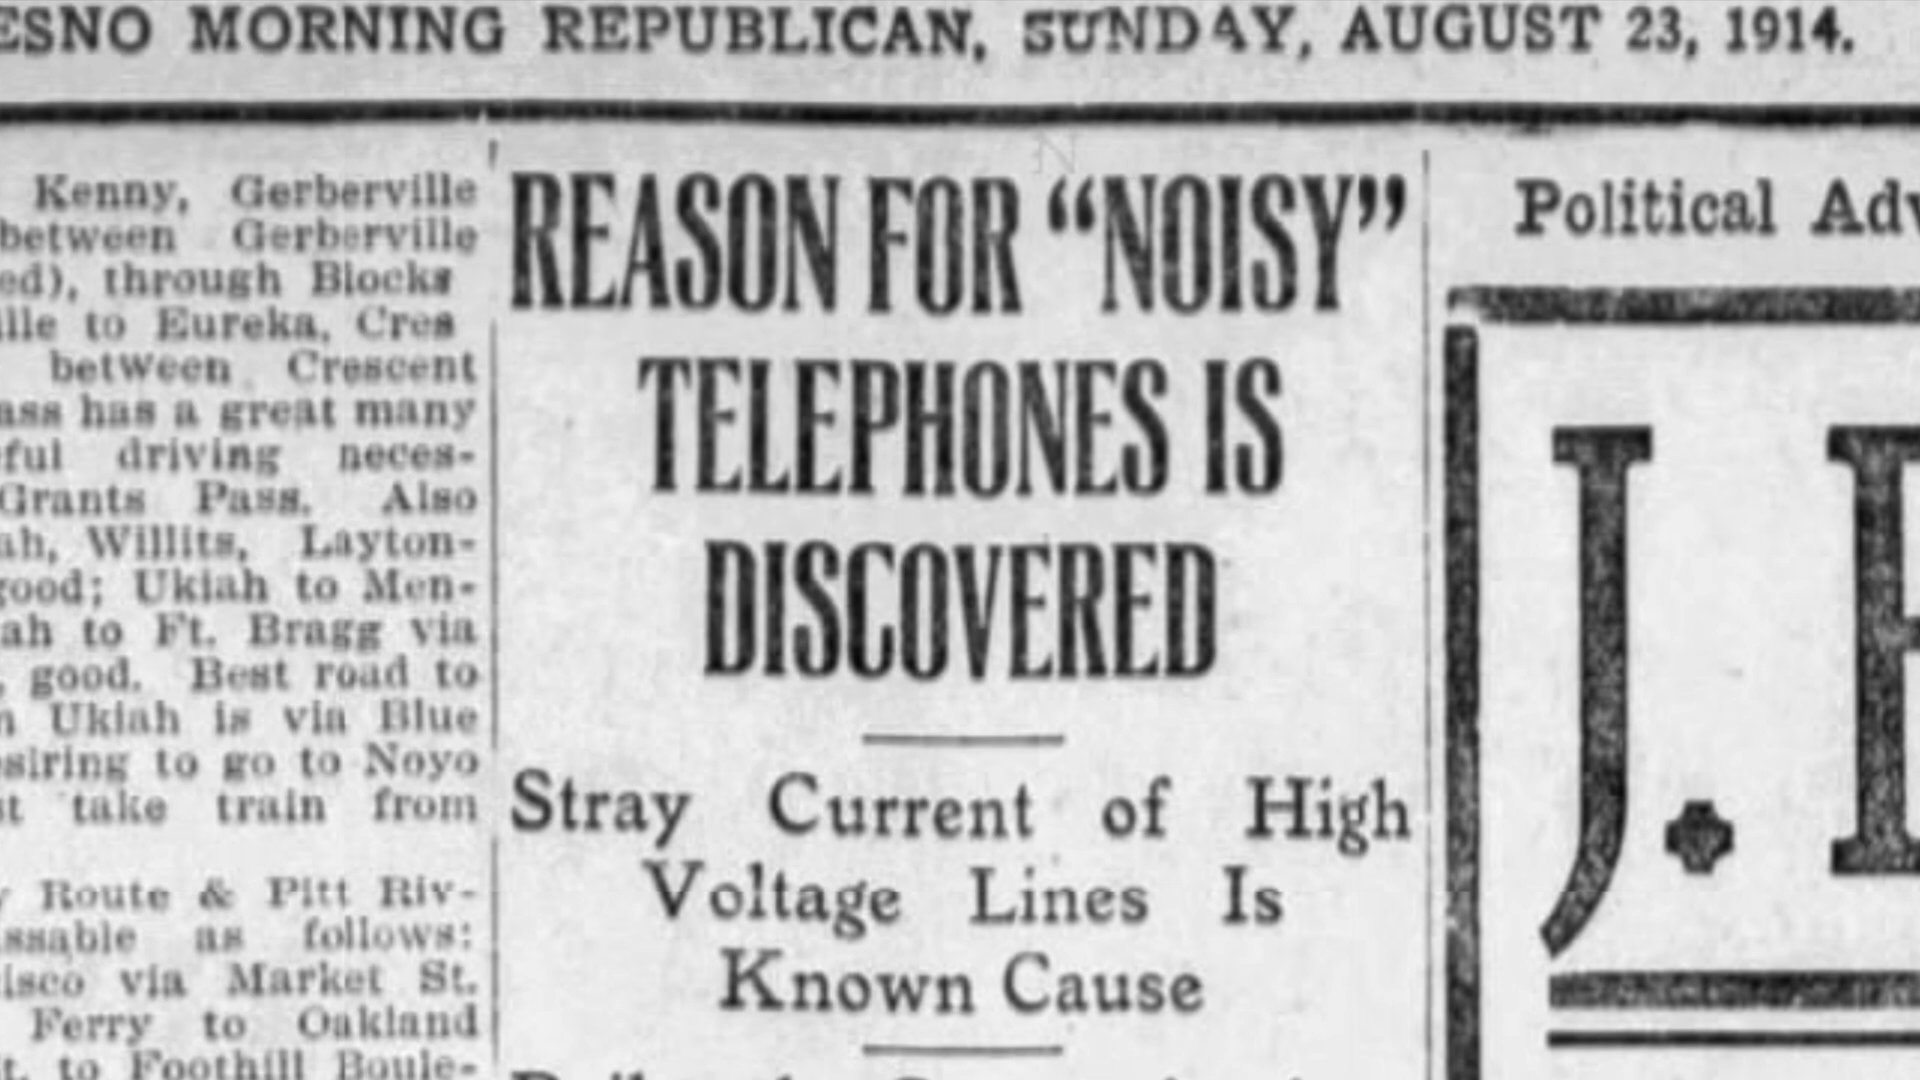 ESNO MORNING REPUBLICAN, SUNDAY, AUGUST 23, 1914.
Kenny, Gerberville
between Gerberville
ed), through Blocks
ille to Eureka, Cres
between Crescent
ass has a great many
ful driving neces-
Grants Pass. Also
ah, Willits, Layton-
good; Ukiah to Men-
ah to Ft. Bragg via
, good. Best road to
n Ukiah is via Blue
siring to go to Noyo
st take train from
y Route & Pitt Riv-
ssable as follows:
isco via Market St.
Ferry to Oakland
t. to Foothill Boule-
REASON FOR “NOISY”
TELEPHONES IS
DISCOVERED
Stray Current of High
Voltage Lines Is
Known Cause
Political Adv
J.